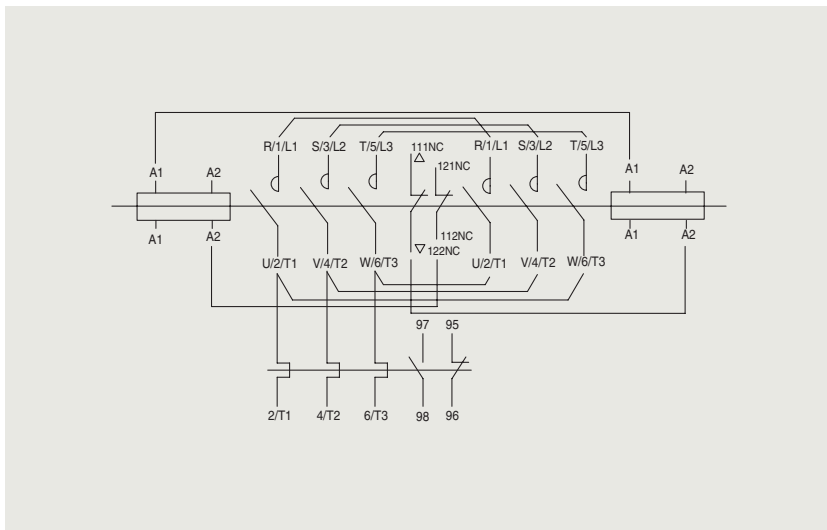 R/1/L1 S/3/L2 T/5/L3 111NC R/1/L1 S/3/L2 T/5/L3
121NC
A1 A2 A1 A2
A1 A2 112NC A1 A2
122NC
U/2/T1 V/4/T2 W/6/T3 U/2/T1 V/4/T2 W/6/T3
97 95
2/T1 4/T2 6/T3 98 96